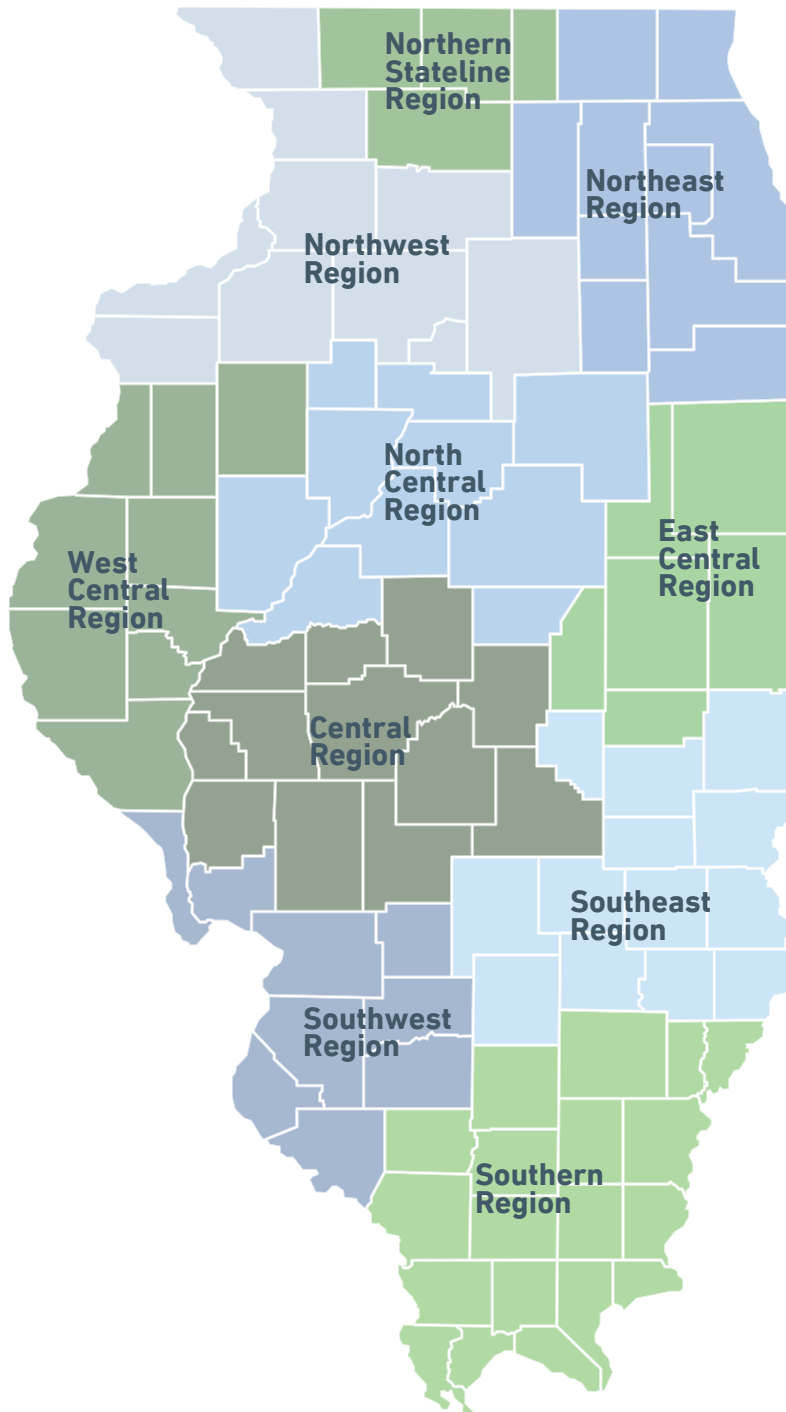 Northern
Stateline
Region
Northeast
Region
Northwest
Region
North
Central
Region
East
Central
Region
West
Central
Region
Central
Region
Southeast
Region
Southwest
Region
Southern
Region